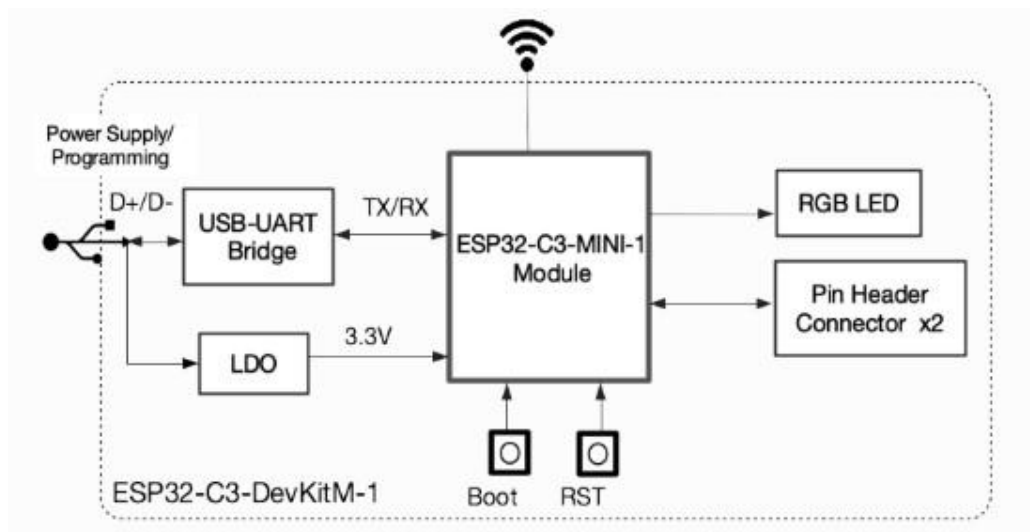 Power Supply/
Programming
D+/D-
USB-UART
Bridge
TX/RX
ESP32-C3-MINI-1
Module
RGB LED
Pin Header
Connector x2
LDO
3.3V
Boot
RST
ESP32-C3-DevKitM-1